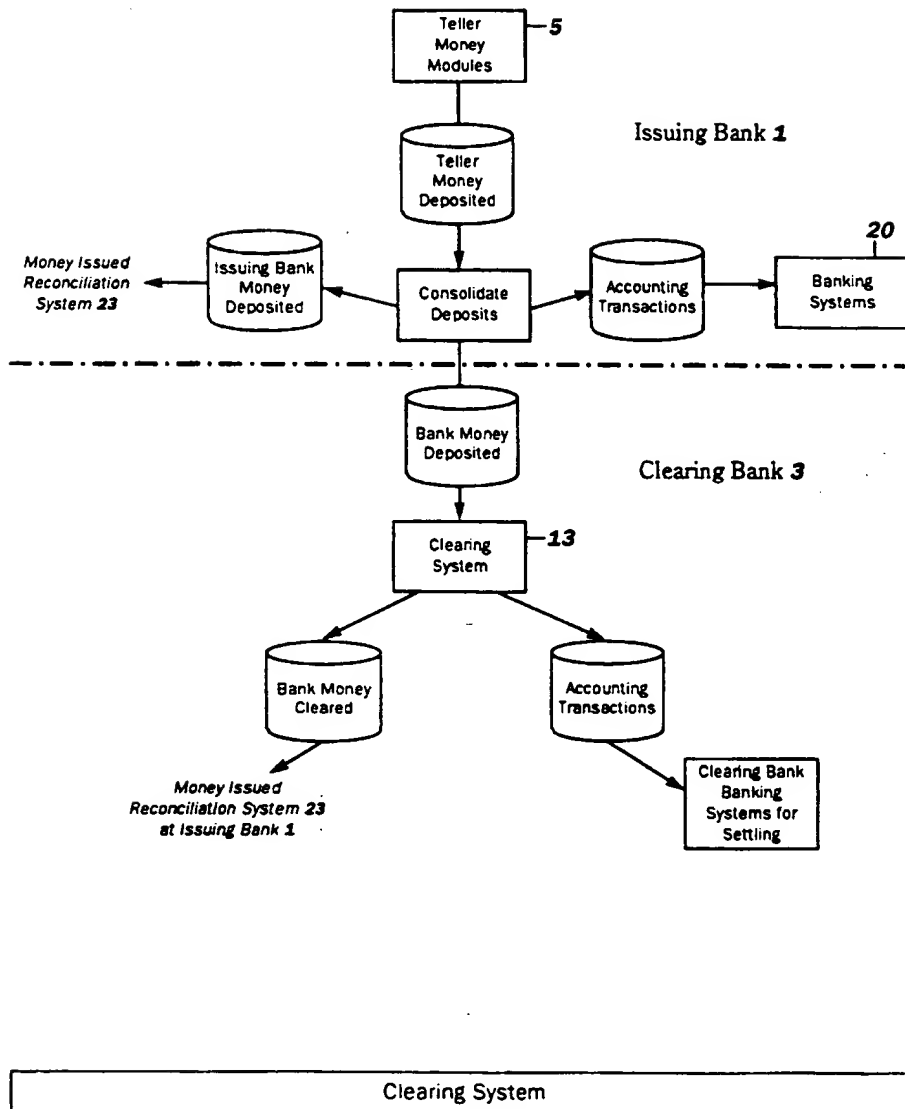 Teller
Money
Modules
5
Issuing Bank 1
Teller
Money
Deposited
20
Money Issued
Reconciliation
System 23
Issuing Bank
Money
Deposited
Consolidate
Deposits
Accounting
Transactions
Banking
Systems
Bank Money
Deposited
Clearing Bank 3
Clearing
System
13
Bank Money
Cleared
Accounting
Transactions
Money Issued
Reconciliation System 23
at Issuing Bank 1
Clearing Bank
Banking
Systems for
Settling
Clearing System